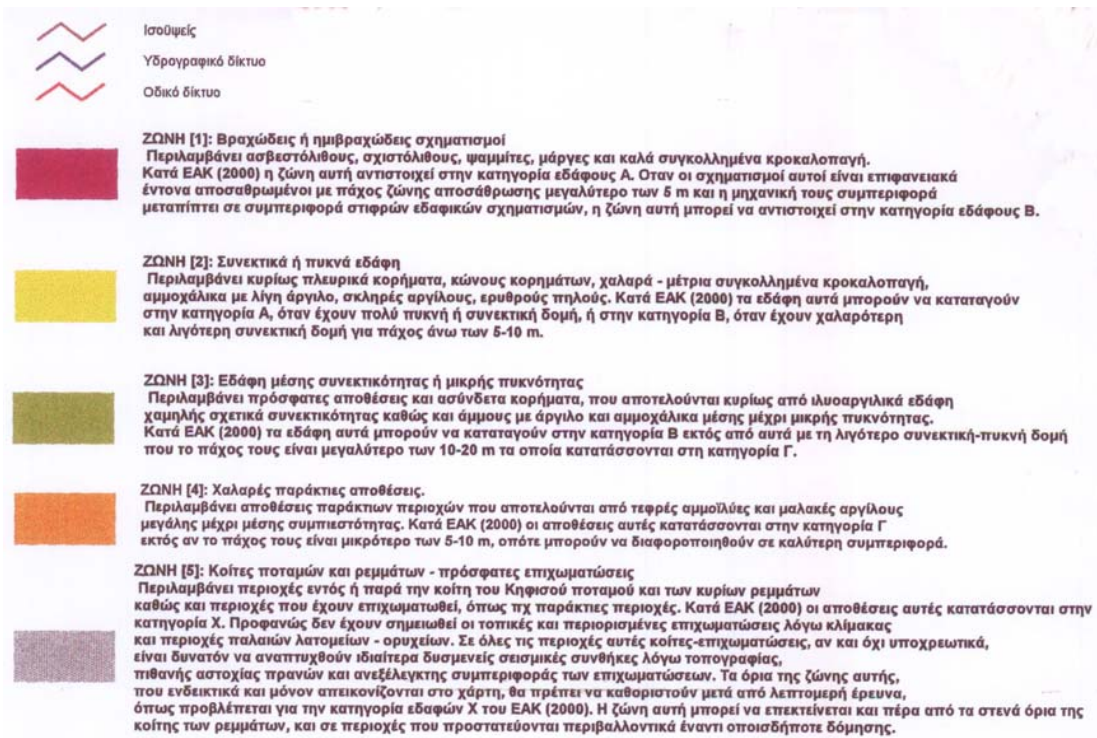 Ισοϋψείς
Υδρογραφικό δίκτυο
Οδικό δίκτυο
ΖΩΝΗ [1]: Βραχώδεις ή ημιβραχώδεις σχηματισμοί
Περιλαμβάνει ασβεστόλιθους, σχιστόλιθους, ψαμμίτες, μάργες και καλά συγκολλημένα κροκαλοπαγή.
Κατά ΕΑΚ (2000) η ζώνη αυτή αντιστοιχεί στην κατηγορία εδάφους Α. Οταν οι σχηματισμοί αυτοί είναι επιφανειακά
έντονα αποσαθρωμένοι με πάχος ζώνης αποσάθρωσης μεγαλύτερο των 5 m και η μηχανική τους συμπεριφορά
μεταπίπτει σε συμπεριφορά στιφρών εδαφικών σχηματισμών, η ζώνη αυτή μπορεί να αντιστοιχεί στην κατηγορία εδάφους Β.
ΖΩΝΗ [2]: Συνεκτικά ή πυκνά εδάφη
Περιλαμβάνει κυρίως πλευρικά κορήματα, κώνους κορημάτων, χαλαρά - μέτρια συγκολλημένα κροκαλοπαγή,
αμμοχάλικα με λίγη άργιλο, σκληρές αργίλους, ερυθρούς πηλούς. Κατά ΕΑΚ (2000) τα εδάφη αυτά μπορούν να καταταγούν
στην κατηγορία Α, όταν έχουν πολύ πυκνή ή συνεκτική δομή, ή στην κατηγορία Β, όταν έχουν χαλαρότερη
και λιγότερη συνεκτική δομή για πάχος άνω των 5-10 m.
ΖΩΝΗ [3]: Εδάφη μέσης συνεκτικότητας ή μικρής πυκνότητας
Περιλαμβάνει πρόσφατες αποθέσεις και ασύνδετα κορήματα, που αποτελούνται κυρίως από ιλυοαργιλικά εδάφη
χαμηλής σχετικά συνεκτικότητας καθώς και άμμους με άργιλο και αμμοχάλικα μέσης μέχρι μικρής πυκνότητας.
Κατά ΕΑΚ (2000) τα εδάφη αυτά μπορούν να καταταγούν στην κατηγορία Β εκτός από αυτά με τη λιγότερο συνεκτική-πυκνή δομή
που το πάχος τους είναι μεγαλύτερο των 10-20 m τα οποία κατατάσσονται στη κατηγορία Γ.
ΖΩΝΗ [4]: Χαλαρές παράκτιες αποθέσεις.
Περιλαμβάνει αποθέσεις παράκτιων περιοχών που αποτελούνται από τεφρές αμμοϊλύες και μαλακές αργίλους
μεγάλης μέχρι μέσης συμπιεστότητας. Κατά ΕΑΚ (2000) οι αποθέσεις αυτές κατατάσσονται στην κατηγορία Γ
εκτός αν το πάχος τους είναι μικρότερο των 5-10 m, οπότε μπορούν να διαφοροποιηθούν σε καλύτερη συμπεριφορά.
ΖΩΝΗ [5]: Κοίτες ποταμών και ρεμμάτων - πρόσφατες επιχωματώσεις
Περιλαμβάνει περιοχές εντός ή παρά την κοίτη του Κηφισού ποταμού και των κυρίων ρεμμάτων
καθώς και περιοχές που έχουν επιχωματωθεί, όπως πχ παράκτιες περιοχές. Κατά ΕΑΚ (2000) οι αποθέσεις αυτές κατατάσσονται στην
κατηγορία Χ. Προφανώς δεν έχουν σημειωθεί οι τοπικές και περιορισμένες επιχωματώσεις λόγω κλίμακας
και περιοχές παλαιών λατομείων - ορυχείων. Σε όλες τις περιοχές αυτές κοίτες-επιχωματώσεις, αν και όχι υποχρεωτικά,
είναι δυνατόν να αναπτυχθούν ιδιαίτερα δυσμενείς σεισμικές συνθήκες λόγω τοπογραφίας,
πιθανής αστοχίας πρανών και ανεξέλεγκτης συμπεριφοράς των επιχωματώσεων. Τα όρια της ζώνης αυτής,
που ενδεικτικά και μόνον απεικονίζονται στο χάρτη, θα πρέπει να καθοριστούν μετά από λεπτομερή έρευνα,
όπως προβλέπεται για την κατηγορία εδαφών Χ του ΕΑΚ (2000). Η ζώνη αυτή μπορεί να επεκτείνεται και πέρα από τα στενά όρια της
κοίτης των ρεμμάτων, και σε περιοχές που προστατεύονται περιβαλλοντικά έναντι οποισδήποτε δόμησης.